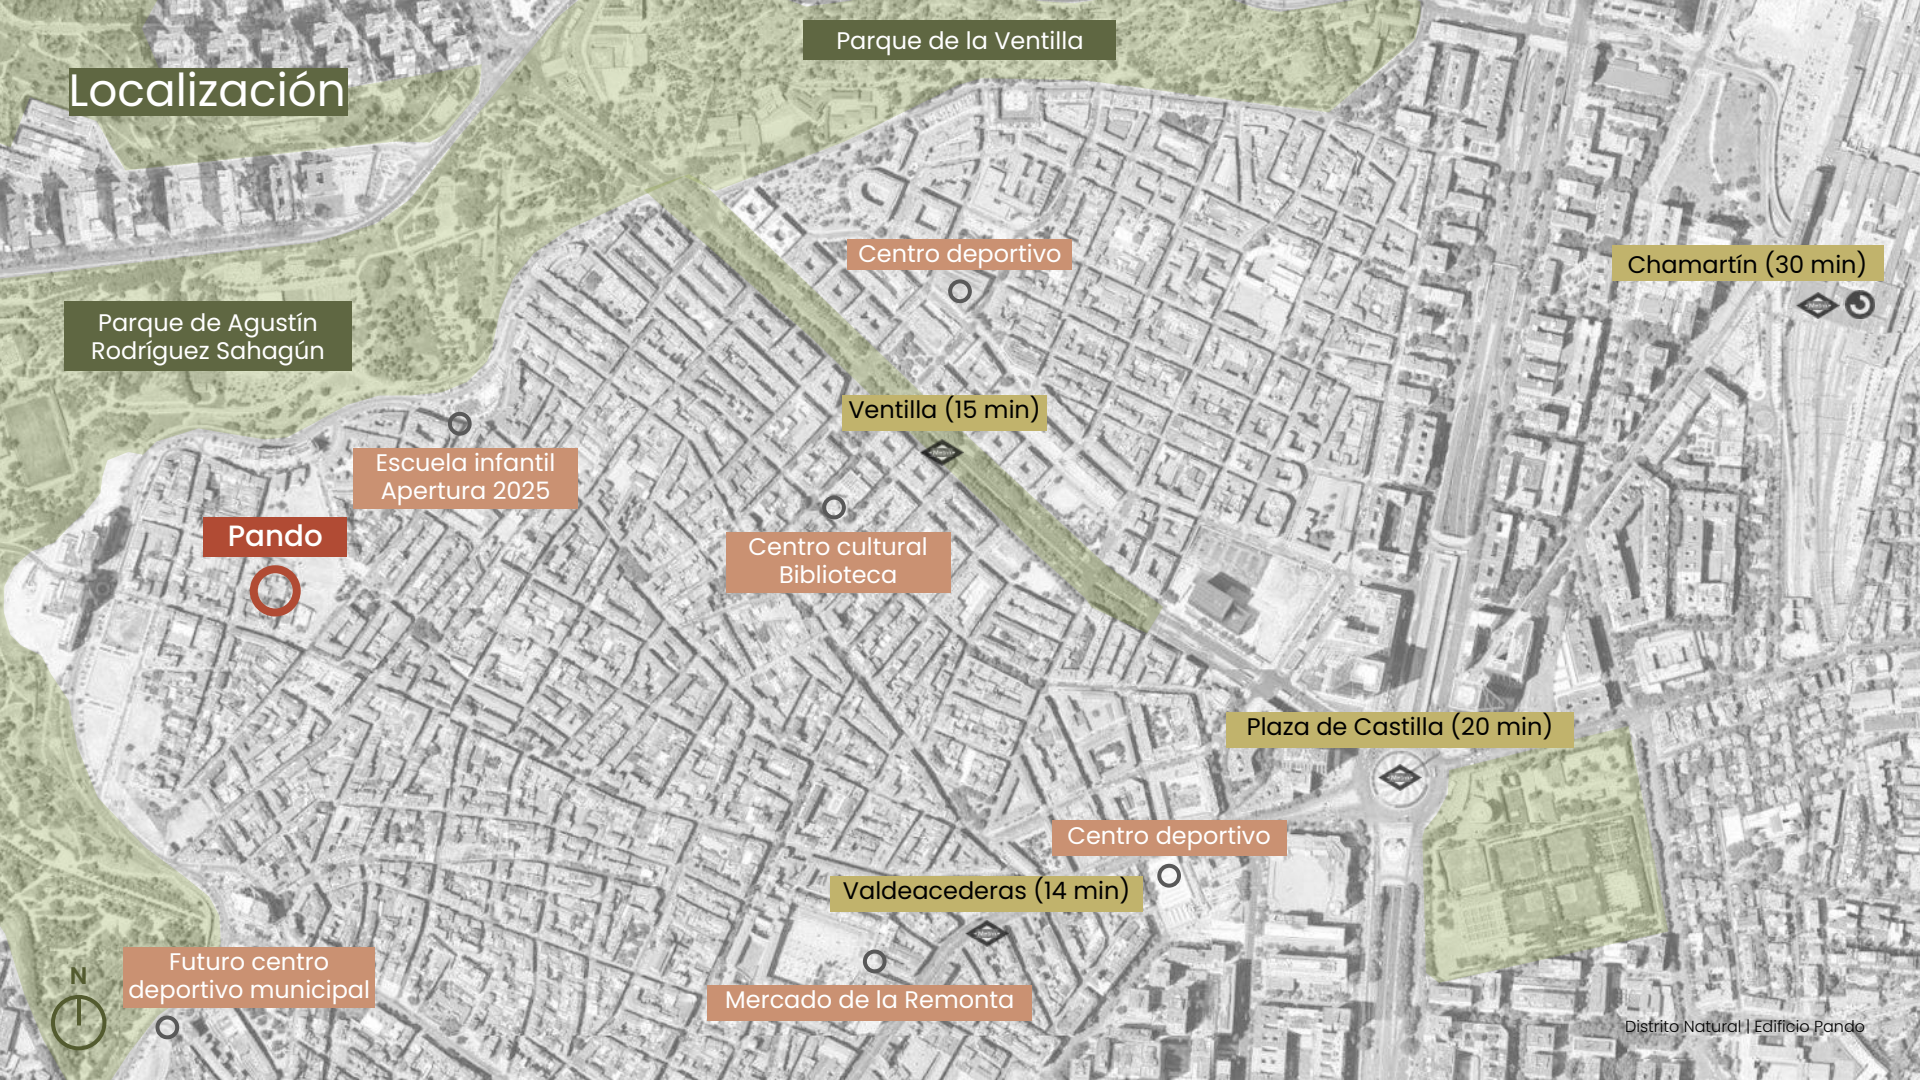 Parque de la Ventilla
Localización
Centro deportivo
Chamartín (30 min)
Parque de Agustín
Rodríguez Sahagún
Ventilla (15 min)
Escuela infantil
Apertura 2025
Pando
Centro cultural
Biblioteca
Plaza de Castilla (20 min)
Centro deportivo
Valdeacederas (14 min)
N
Futuro centro
deportivo municipal
Mercado de la Remonta
Distrito Natural | Edificio Pando